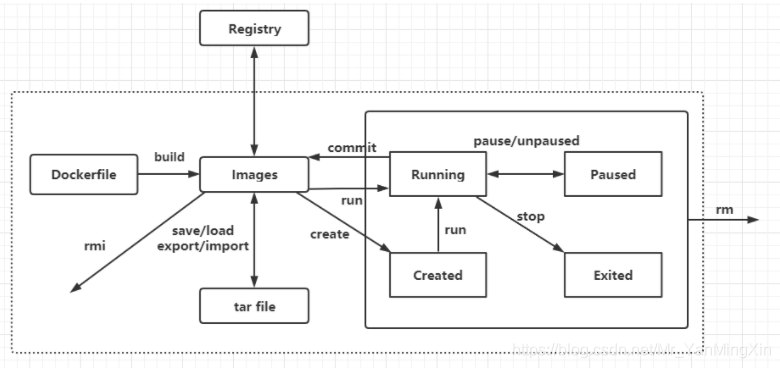 Registry
commit
pause/unpaused
build
Dockerfile
Images
Running
Paused
run
rm
rmi
save/load
export/import
create
run
stop
Created
Exited
tar file
https://blog.csdn.net/Mr_XanMingXin